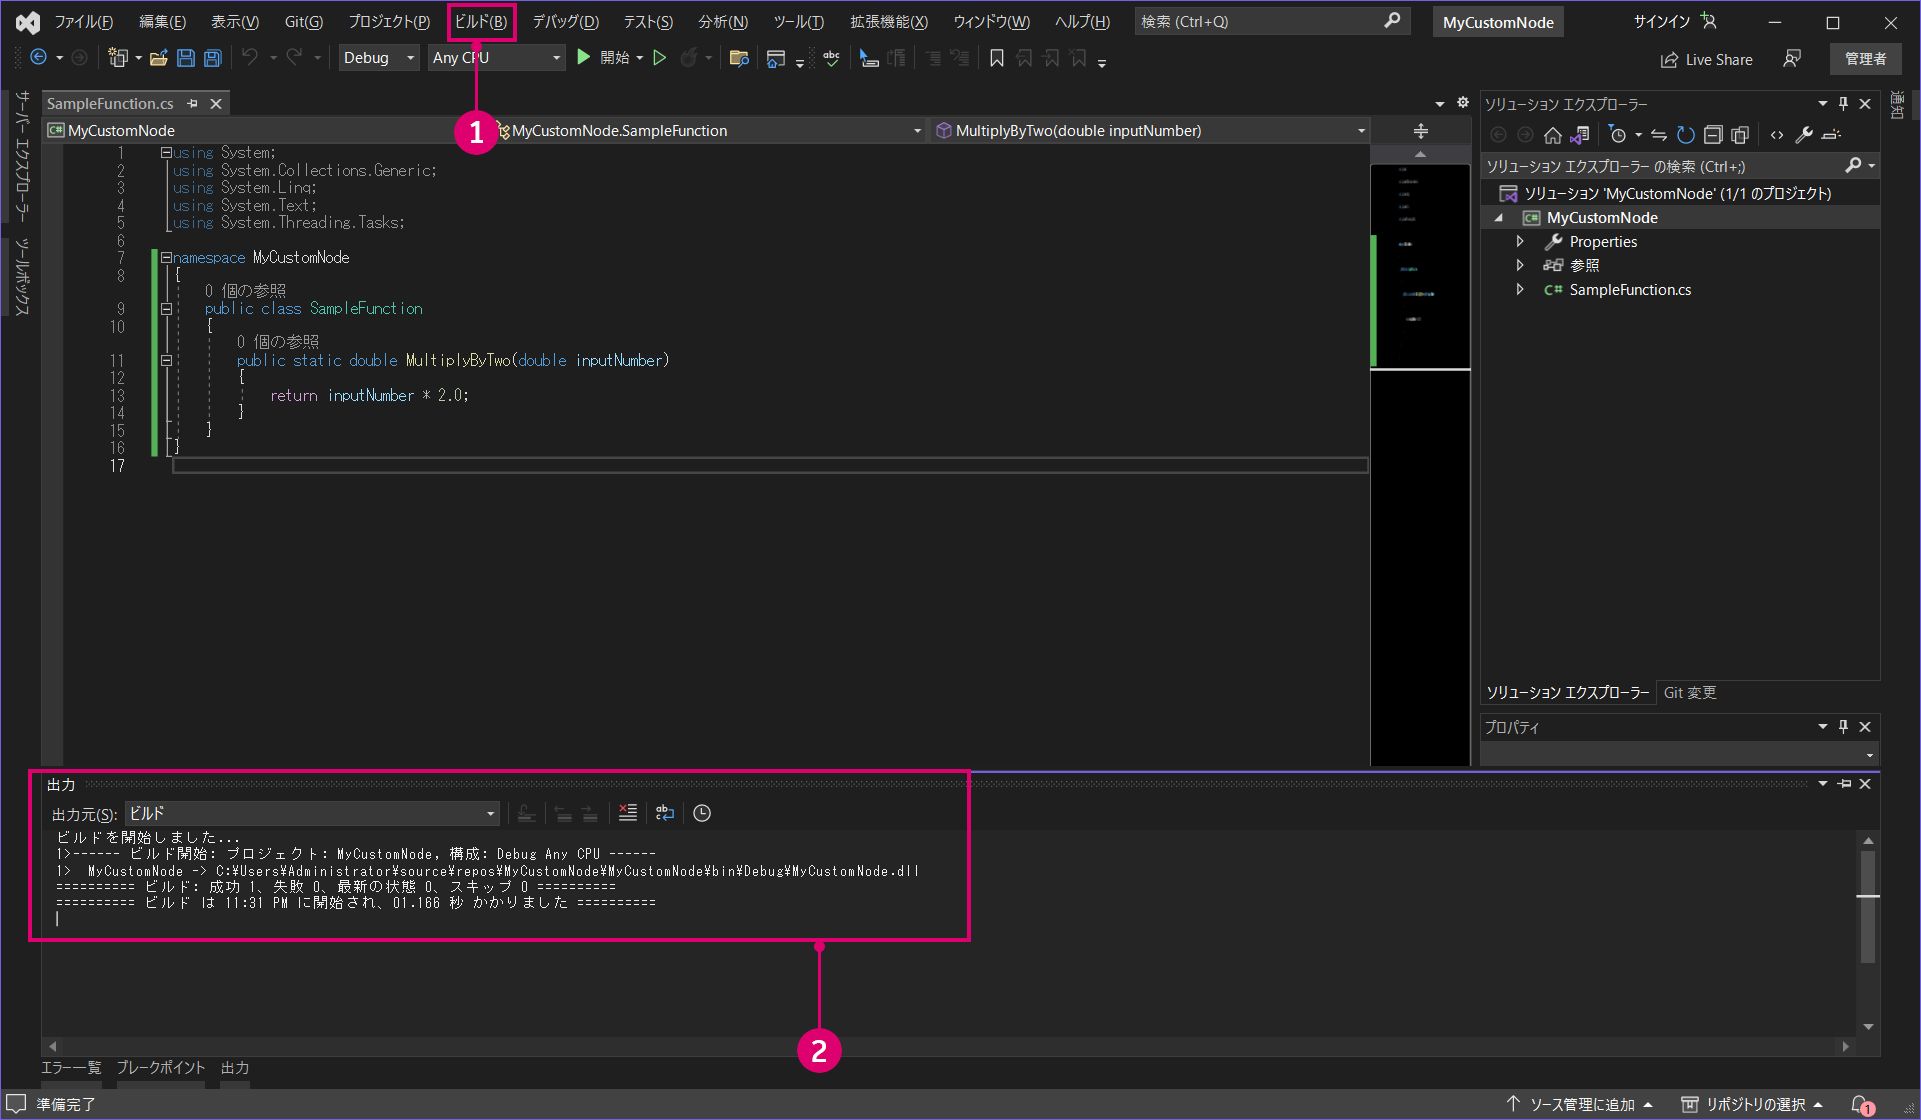 ファイル(F) 編集(E) 表示(V) Git(G) プロジェクト(P) ビルド(B) デバッグ(D) テスト(S) 分析(N) ツール(T) 拡張機能(X) ウィンドウ(W) ヘルプ(H) 検索 (Ctrl+Q) MyCustomNode サインイン
Debug Any CPU 開始 Live Share 管理者
サーバー エクスプローラー
ツールボックス
SampleFunction.cs
MyCustomNode MyCustomNode.SampleFunction MultiplyByTwo(double inputNumber)
1
1 using System;
2 using System.Collections.Generic;
3 using System.Linq;
4 using System.Text;
5 using System.Threading.Tasks;
6
7 namespace MyCustomNode
8 {
0 個の参照
9 public class SampleFunction
10 {
0 個の参照
11 public static double MultiplyByTwo(double inputNumber)
12 {
13 return inputNumber * 2.0;
14 }
15 }
16 }
17
ソリューション エクスプローラー
ソリューション エクスプローラー の検索 (Ctrl+;)
ソリューション 'MyCustomNode' (1/1 のプロジェクト)
C# MyCustomNode
Properties
参照
C# SampleFunction.cs
ソリューション エクスプローラー Git 変更
プロパティ
通知
出力
出力元(S): ビルド
ビルドを開始しました...
1>------ ビルド開始: プロジェクト: MyCustomNode, 構成: Debug Any CPU ------
1>  MyCustomNode -> C:¥Users¥Administrator¥source¥repos¥MyCustomNode¥MyCustomNode¥bin¥Debug¥MyCustomNode.dll
========== ビルド: 成功 1、失敗 0、最新の状態 0、スキップ 0 ==========
========== ビルド は 11:31 PM に開始され、01.166 秒 かかりました ==========
2
エラー一覧 ブレークポイント 出力
準備完了 ソース管理に追加 リポジトリの選択 1